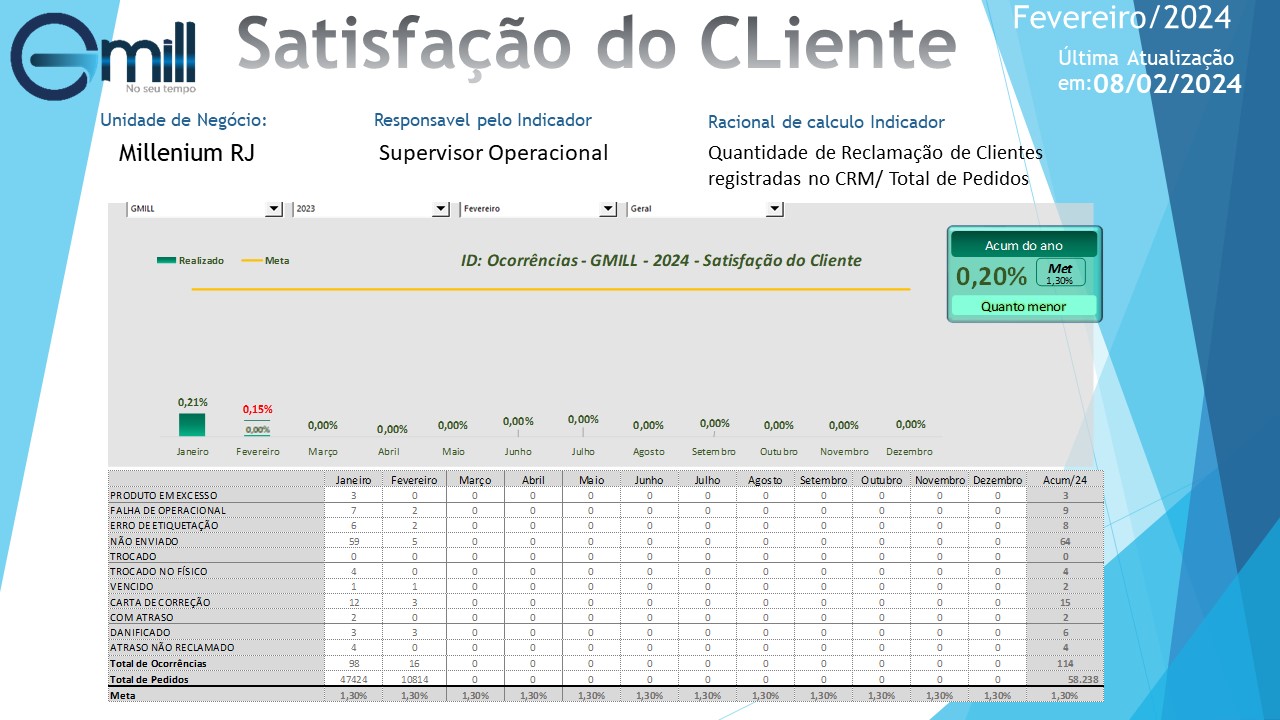 Gmill
No seu tempo
Satisfação do CLiente
Fevereiro/2024
Última Atualização
em:08/02/2024
Unidade de Negócio:
Responsavel pelo Indicador
Racional de calculo Indicador
Millenium RJ
Supervisor Operacional
Quantidade de Reclamação de Clientes
registradas no CRM/ Total de Pedidos
GMILL 2023 Fevereiro Geral
Realizado Meta
ID: Ocorrências - GMILL - 2024 - Satisfação do Cliente
Acum do ano
0,20% Met
1,30%
Quanto menor
0,21% 0,15% 0,00% 0,00% 0,00% 0,00% 0,00% 0,00% 0,00% 0,00% 0,00% 0,00%
0,00%
Janeiro Fevereiro Março Abril Maio Junho Julho Agosto Setembro Outubro Novembro Dezembro
Janeiro Fevereiro Março Abril Maio Junho Julho Agosto Setembro Outubro Novembro Dezembro Acum/24
PRODUTO EM EXCESSO 3 0 0 0 0 0 0 0 0 0 0 0 3
FALHA DE OPERACIONAL 7 2 0 0 0 0 0 0 0 0 0 0 9
ERRO DE ETIQUETAÇÃO 6 2 0 0 0 0 0 0 0 0 0 0 8
NÃO ENVIADO 59 5 0 0 0 0 0 0 0 0 0 0 64
TROCADO 0 0 0 0 0 0 0 0 0 0 0 0 0
TROCADO NO FÍSICO 4 0 0 0 0 0 0 0 0 0 0 0 4
VENCIDO 1 1 0 0 0 0 0 0 0 0 0 0 2
CARTA DE CORREÇÃO 12 3 0 0 0 0 0 0 0 0 0 0 15
COM ATRASO 2 0 0 0 0 0 0 0 0 0 0 0 2
DANIFICADO 3 3 0 0 0 0 0 0 0 0 0 0 6
ATRASO NÃO RECLAMADO 4 0 0 0 0 0 0 0 0 0 0 0 4
Total de Ocorrências 98 16 0 0 0 0 0 0 0 0 0 0 114
Total de Pedidos 47424 10814 0 0 0 0 0 0 0 0 0 0 58.238
Meta 1,30% 1,30% 1,30% 1,30% 1,30% 1,30% 1,30% 1,30% 1,30% 1,30% 1,30% 1,30% 1,30%